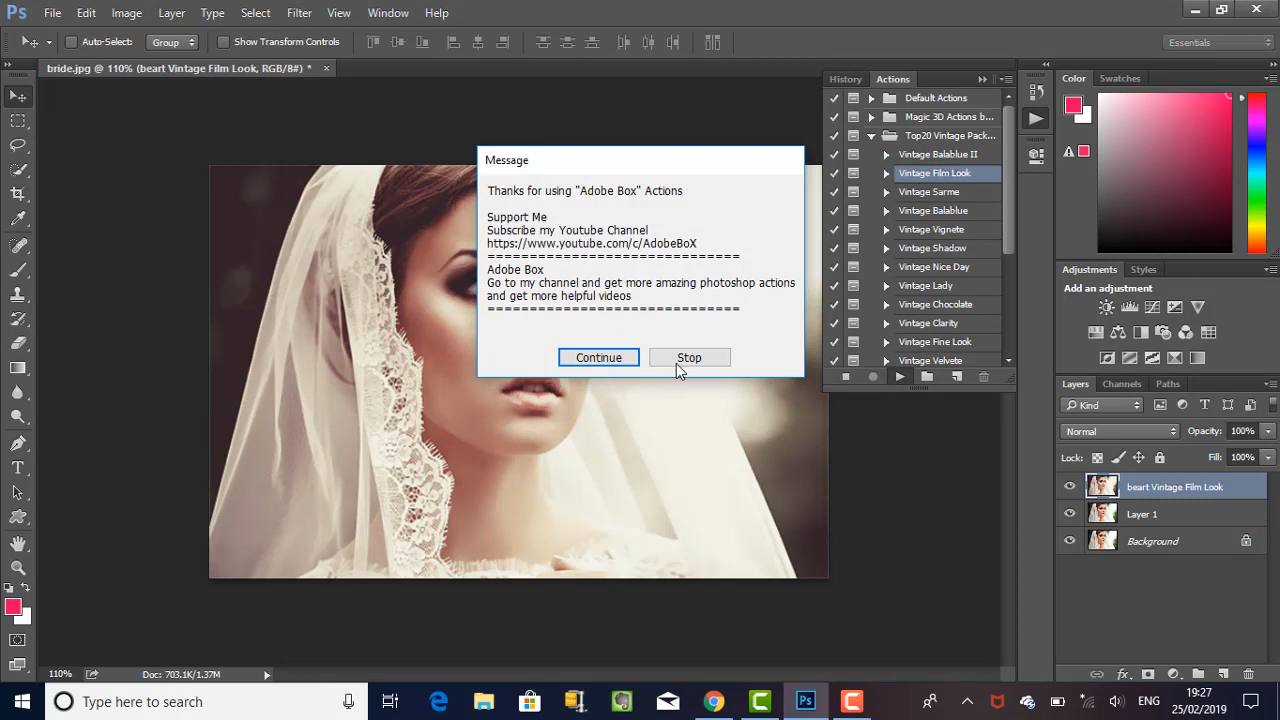 Ps File Edit Image Layer Type Select Filter View Window Help
Auto-Select: Group Show Transform Controls Essentials
bride.jpg @ 110% (beart Vintage Film Look, RGB/8#) * ×
History Actions
Default Actions
Magic 3D Actions b...
Top20 Vintage Pack...
Vintage Balablue II
Vintage Film Look
Vintage Sarme
Vintage Balablue
Vintage Vignete
Vintage Shadow
Vintage Nice Day
Vintage Lady
Vintage Chocolate
Vintage Clarity
Vintage Fine Look
Vintage Velvete
Message
Thanks for using "Adobe Box" Actions
Support Me
Subscribe my Youtube Channel
https://www.youtube.com/c/AdobeBoX
==============================
Adobe Box
Go to my channel and get more amazing photoshop actions
and get more helpful videos
==============================
Continue Stop
Color Swatches
Adjustments Styles
Add an adjustment
Layers Channels Paths
Kind
Normal Opacity: 100%
Lock: Fill: 100%
beart Vintage Film Look
Layer 1
Background
110% Doc: 703.1K/1.37M
Type here to search
ENG
19:27
25/02/2019